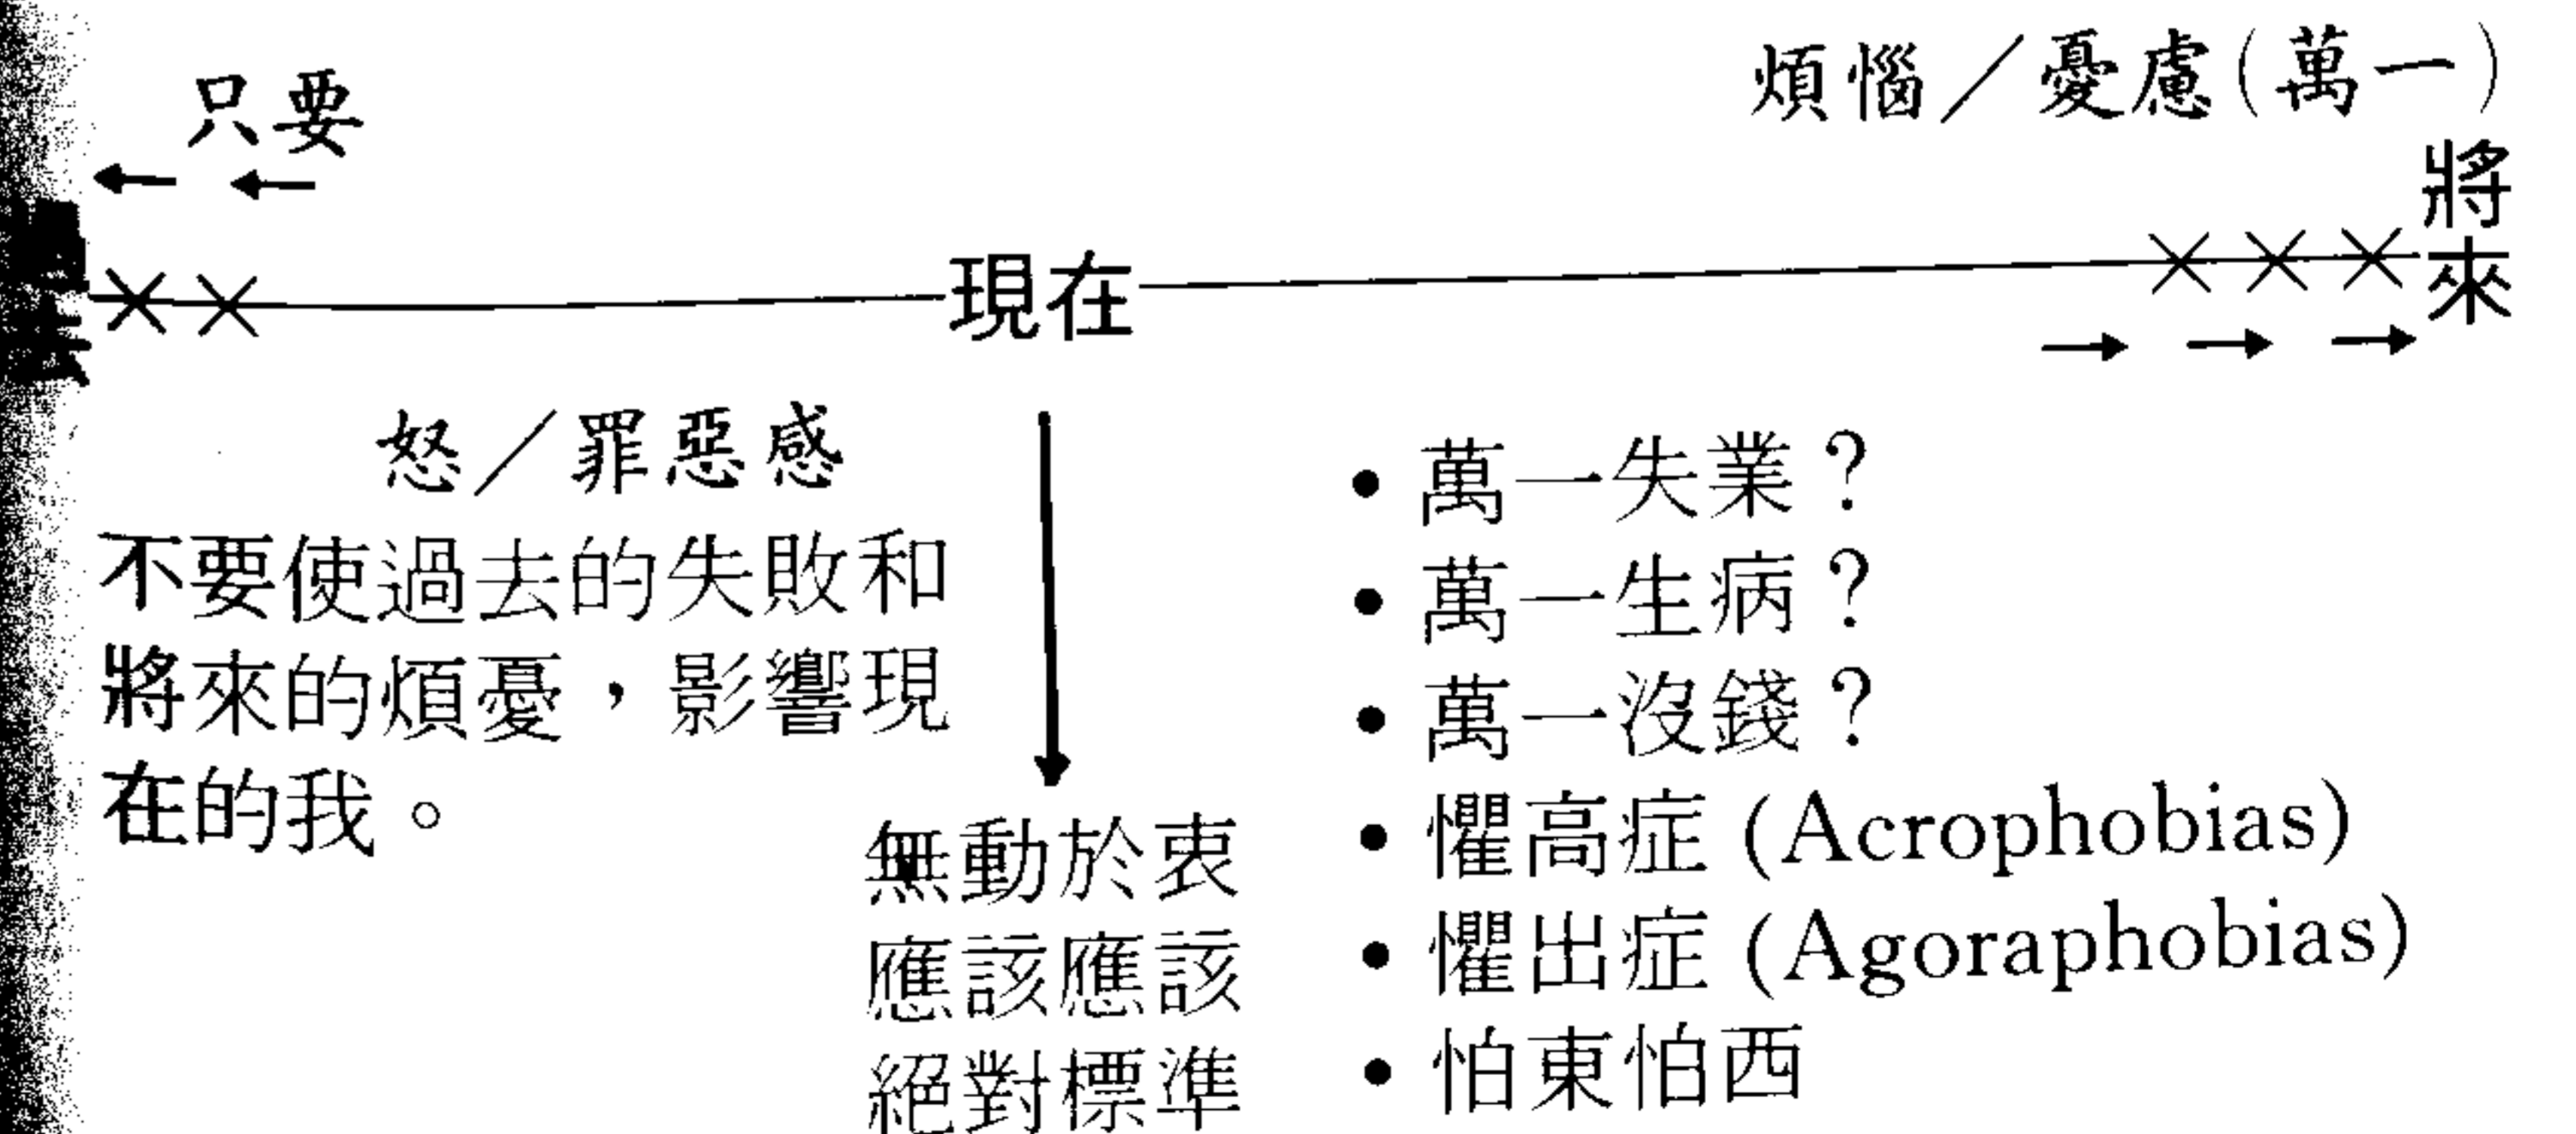 只要
煩惱／憂慮(萬一)
現在
將來
怒／罪惡感
不要使過去的失敗和
將來的煩憂，影響現
在的我。
無動於衷
應該應該
絕對標準
• 萬一失業？
• 萬一生病？
• 萬一沒錢？
• 懼高症 (Acrophobias)
• 懼出症 (Agoraphobias)
• 怕東怕西